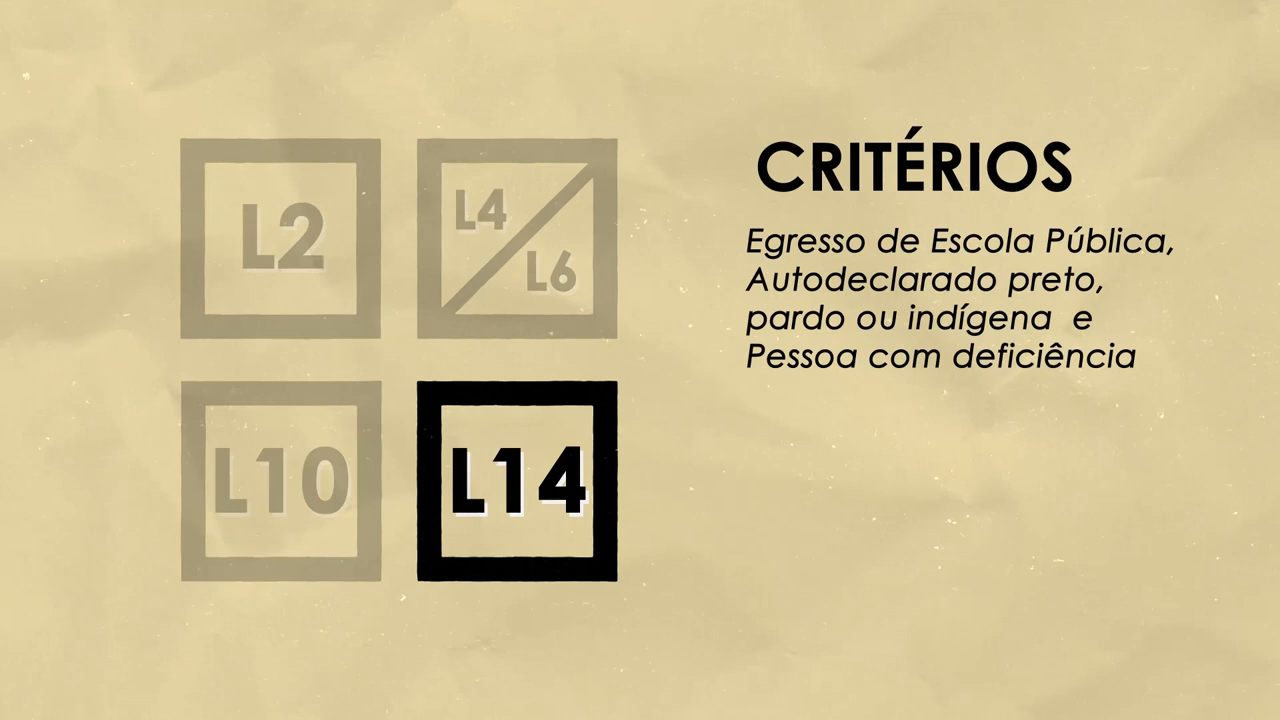 L2
L4
L6
L10
L14
CRITÉRIOS
Egresso de Escola Pública,
Autodeclarado preto,
pardo ou indígena e
Pessoa com deficiência